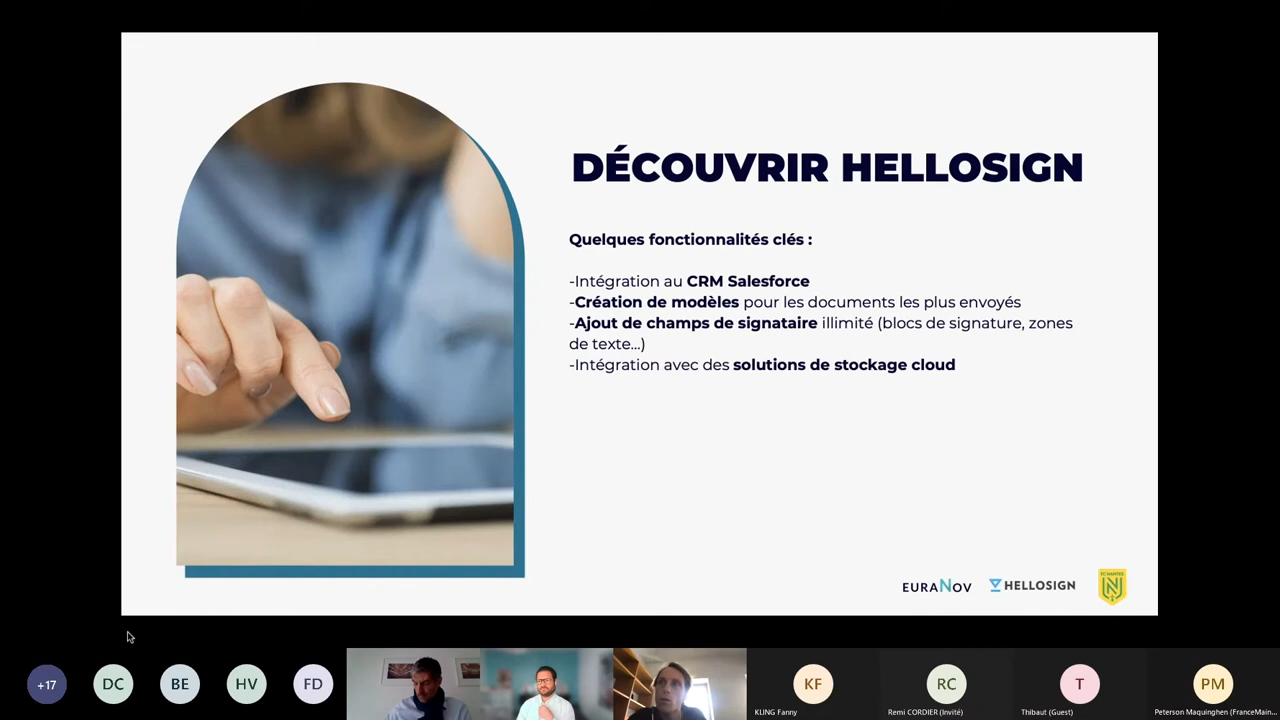 DÉCOUVRIR HELLOSIGN
Quelques fonctionnalités clés :
-Intégration au CRM Salesforce
-Création de modèles pour les documents les plus envoyés
-Ajout de champs de signataire illimité (blocs de signature, zones
de texte...)
-Intégration avec des solutions de stockage cloud
EURANOV
HELLOSIGN
FC NANTES
+17
DC
BE
HV
FD
KF
KLING Fanny
RC
Remi CORDIER (Invité)
T
Thibaut (Guest)
PM
Peterson Maquinghen (FranceMain...